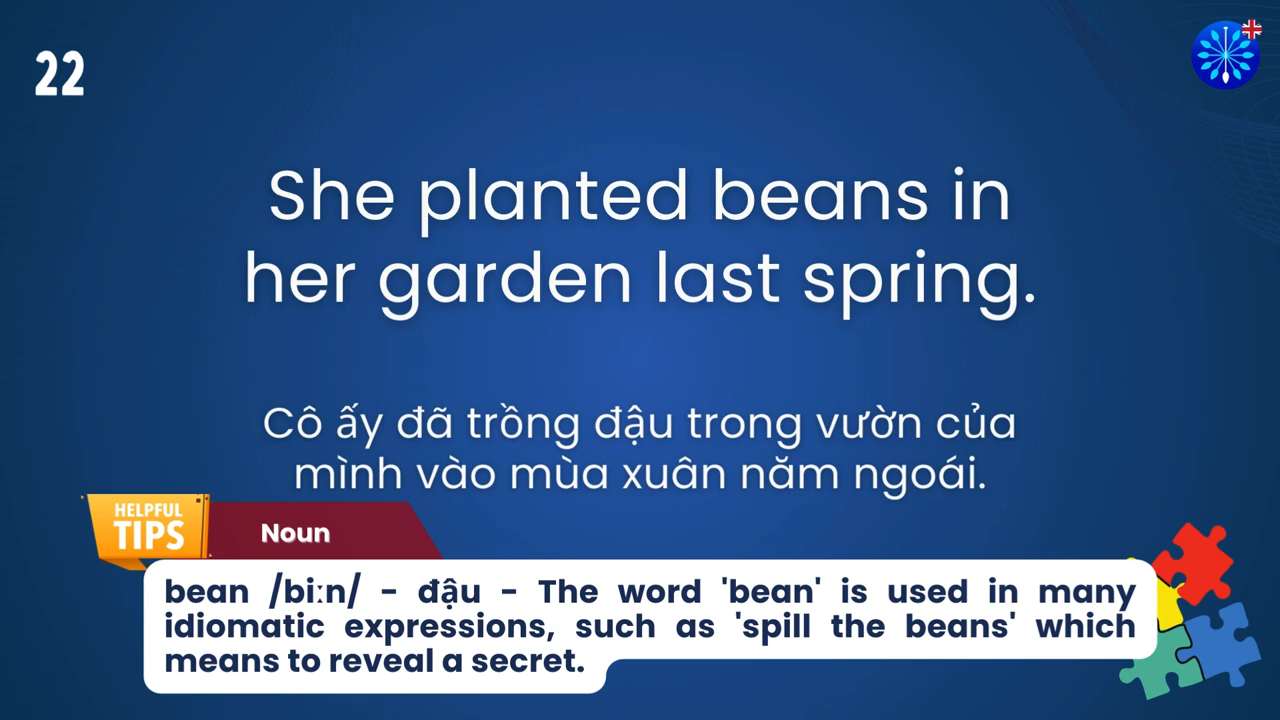 22
She planted beans in
her garden last spring.
Cô ấy đã trồng đậu trong vườn của
mình vào mùa xuân năm ngoái.
HELPFUL
TIPS
Noun
bean /biːn/ - đậu - The word 'bean' is used in many
idiomatic expressions, such as 'spill the beans' which
means to reveal a secret.